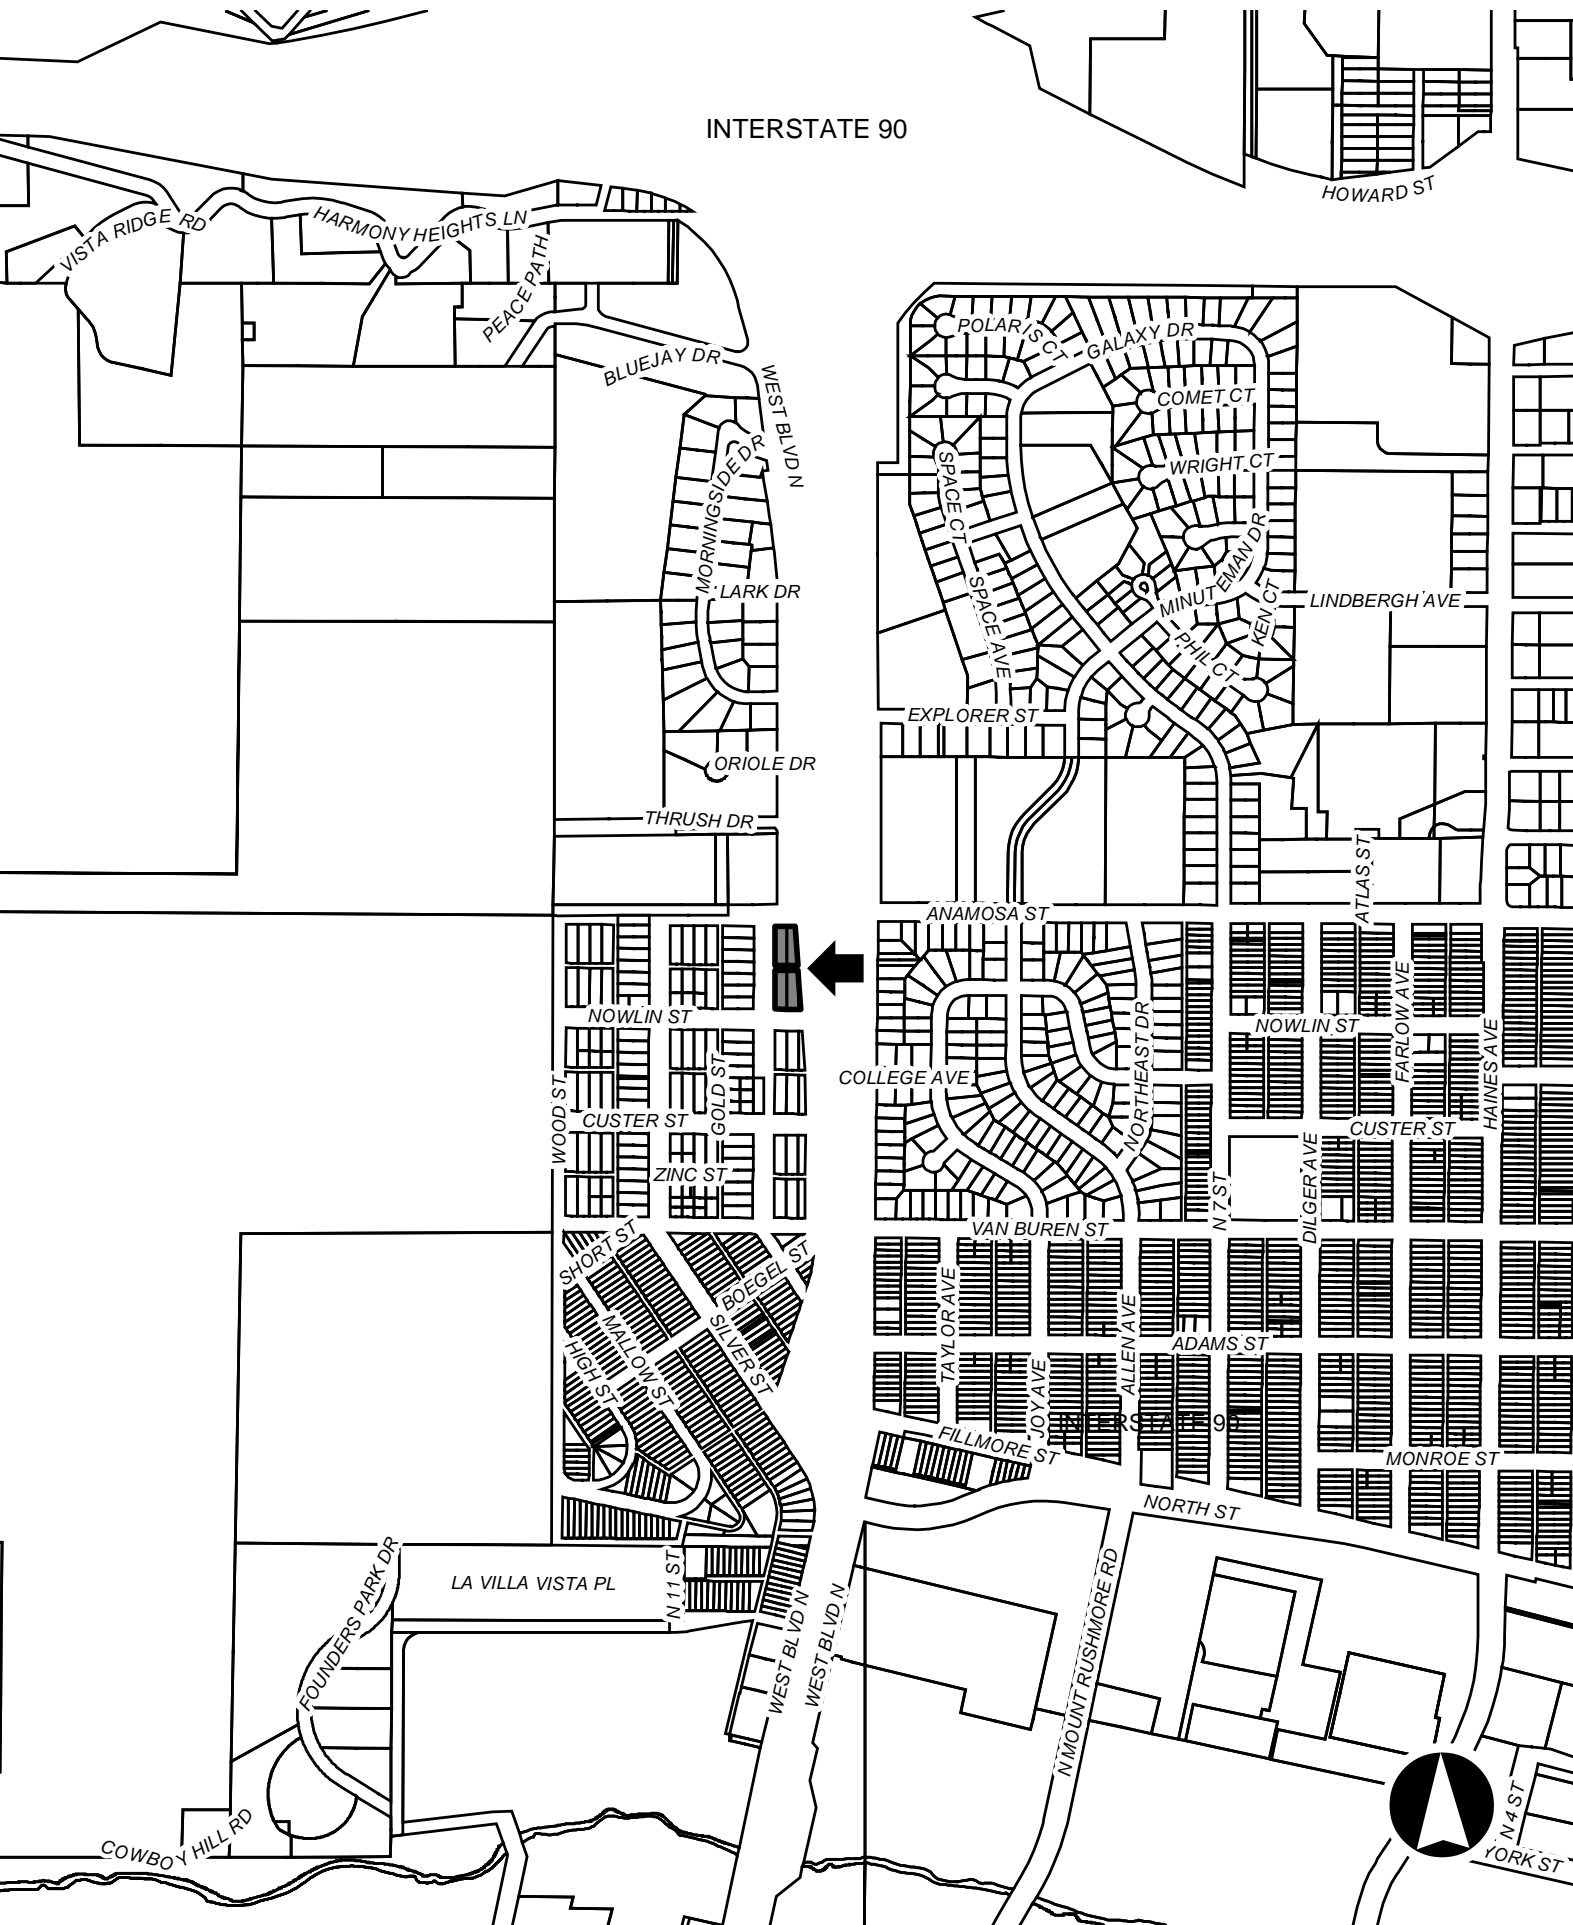 INTERSTATE 90
HOWARD ST
VISTA RIDGE RD
HARMONY HEIGHTS LN
PEACE PATH
BLUEJAY DR
WEST BLVD N
POLARIS CT
GALAXY DR
COMET CT
WRIGHT CT
SPACE CT
MORNINGSIDE DR
MINUTEMAN DR
LARK DR
SPACE AVE
KEN CT
LINDBERGH AVE
PHIL CT
EXPLORER ST
ORIOLE DR
THRUSH DR
ATLAS ST
ANAMOSA ST
NOWLIN ST
NOWLIN ST
FARLOW AVE
HAINES AVE
NORTHEAST DR
COLLEGE AVE
GOLD ST
WOOD ST
CUSTER ST
CUSTER ST
ZINC ST
DILGER AVE
N 7 ST
VAN BUREN ST
SHORT ST
BOEGEL ST
TAYLOR AVE
ALLEN AVE
ADAMS ST
SILVER ST
MALLOW ST
HIGH ST
JOY AVE
INTERSTATE 90
FILLMORE ST
MONROE ST
NORTH ST
FOUNDERS PARK DR
LA VILLA VISTA PL
N 11 ST
WEST BLVD N
WEST BLVD N
N MOUNT RUSHMORE RD
COWBOY HILL RD
N 4 ST
YORK ST